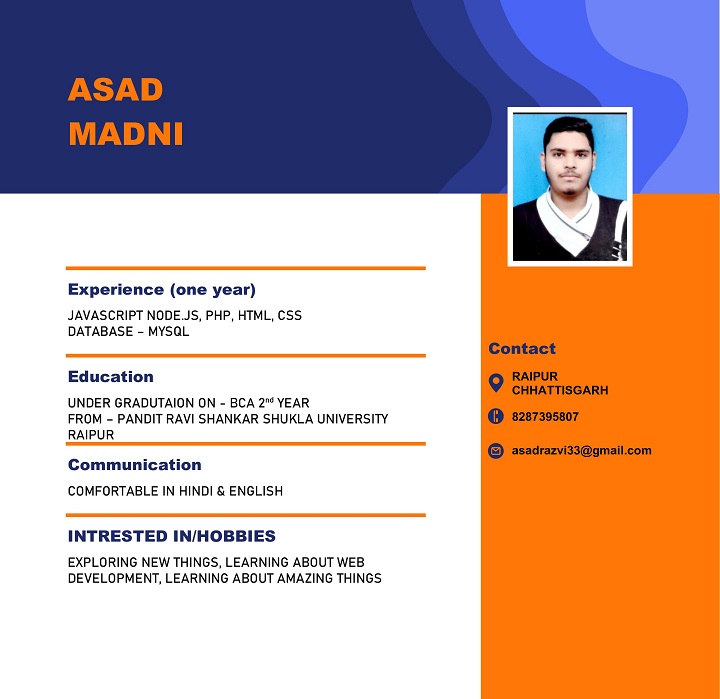 ASAD
MADNI
Experience (one year)
JAVASCRIPT NODE.JS, PHP, HTML, CSS
DATABASE – MYSQL
Education
UNDER GRADUTAION ON - BCA 2nd YEAR
FROM – PANDIT RAVI SHANKAR SHUKLA UNIVERSITY
RAIPUR
Communication
COMFORTABLE IN HINDI & ENGLISH
INTRESTED IN/HOBBIES
EXPLORING NEW THINGS, LEARNING ABOUT WEB
DEVELOPMENT, LEARNING ABOUT AMAZING THINGS
Contact
RAIPUR
CHHATTISGARH
8287395807
asadrazvi33@gmail.com